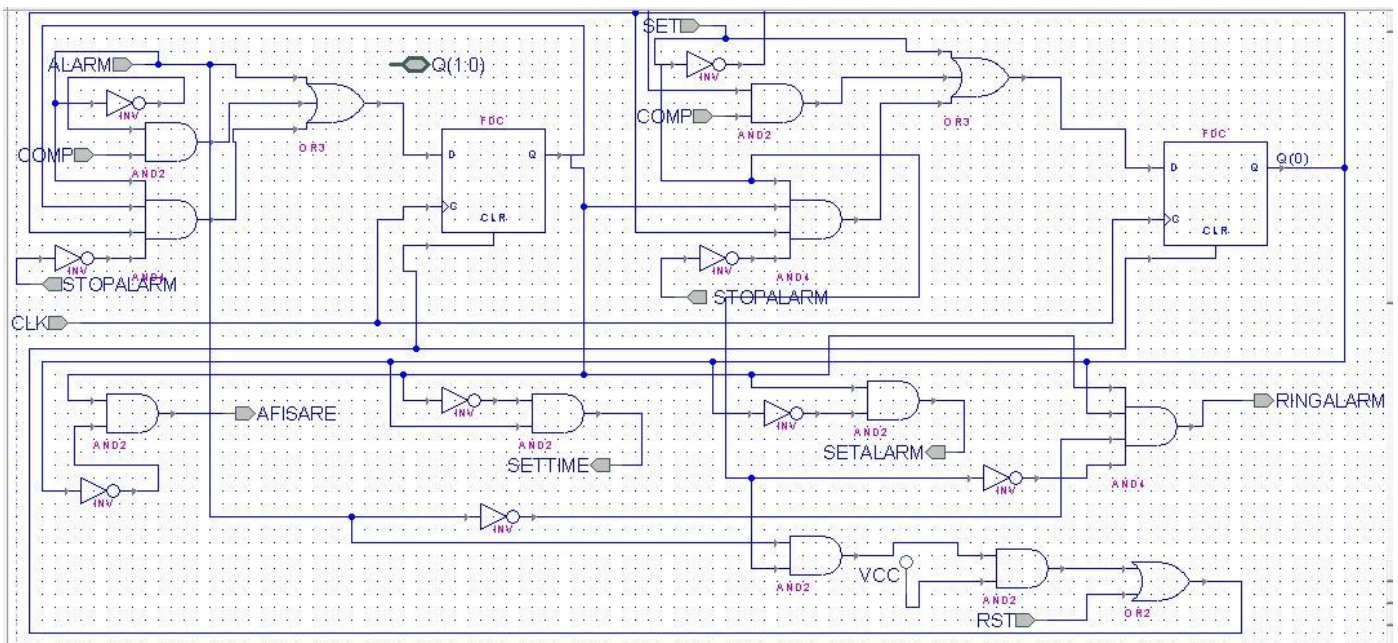 SET
ALARM
Q(1:0)
INV
INV
COMP
AND2
COMP
OR3
FDC
D
Q
C
CLR
OR3
AND2
FDC
D
Q
Q(0)
C
CLR
INV
AND4
STOPALARM
INV
AND4
STOPALARM
CLK
AND2
AFISARE
INV
INV
AND2
SETTIME
INV
AND2
SETALARM
RINGALARM
AND4
INV
INV
AND2
VCC
AND2
RST
OR2